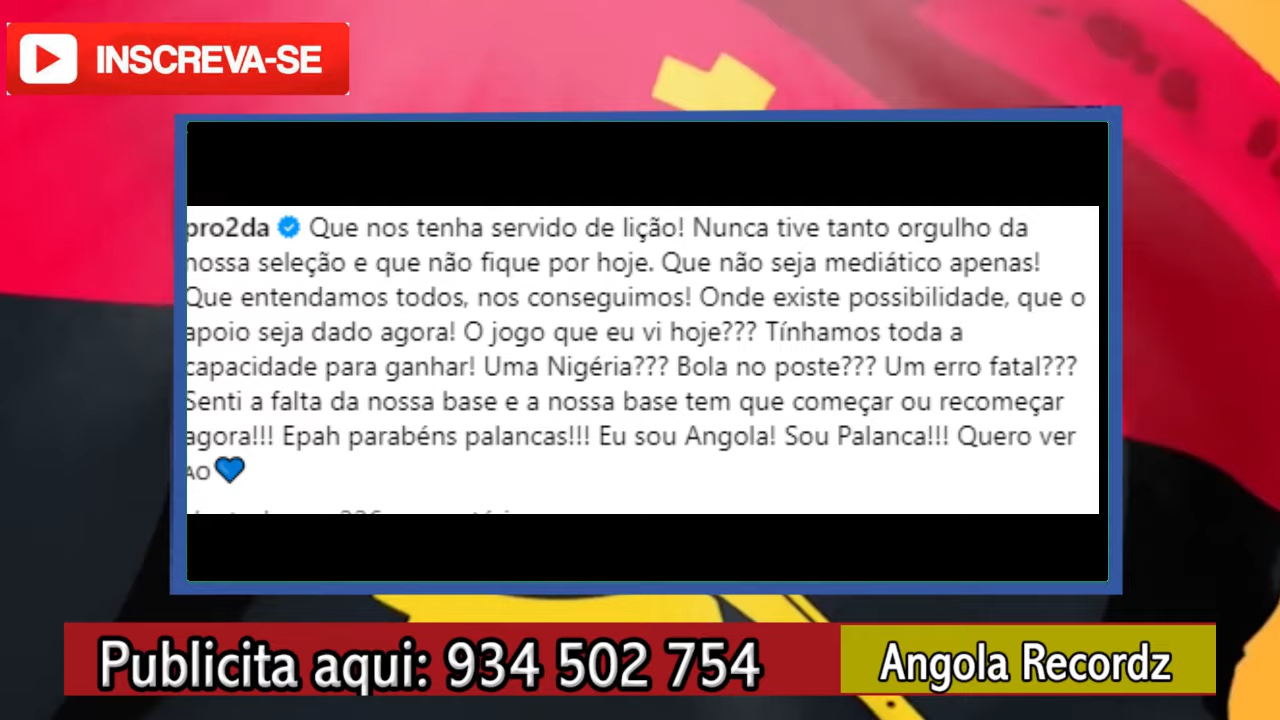 INSCREVA-SE
pro2da Que nos tenha servido de lição! Nunca tive tanto orgulho da
nossa seleção e que não fique por hoje. Que não seja mediático apenas!
Que entendamos todos, nos conseguimos! Onde existe possibilidade, que o
apoio seja dado agora! O jogo que eu vi hoje??? Tínhamos toda a
capacidade para ganhar! Uma Nigéria??? Bola no poste??? Um erro fatal???
Senti a falta da nossa base e a nossa base tem que começar ou recomeçar
agora!!! Epah parabéns palancas!!! Eu sou Angola! Sou Palanca!!! Quero ver
AO💙
Publicita aqui: 934 502 754
Angola Recordz